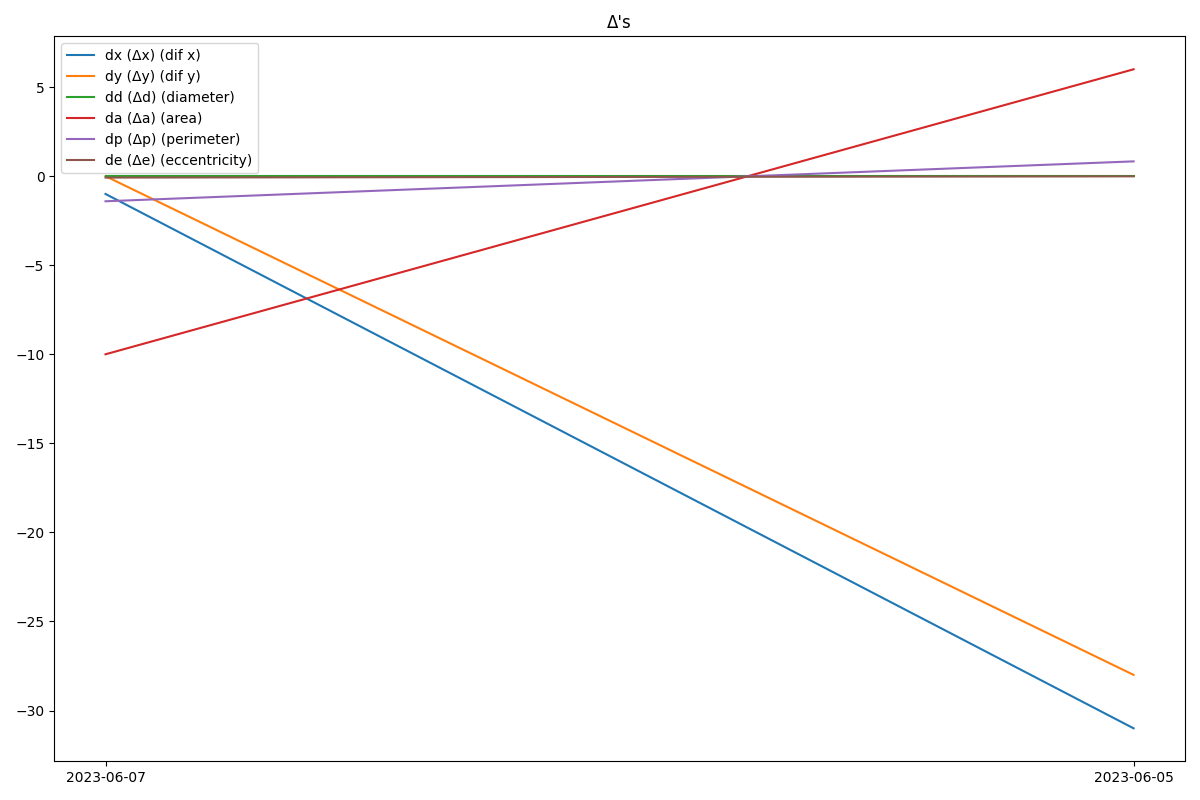 Δ's
dx (Δx) (dif x)
dy (Δy) (dif y)
dd (Δd) (diameter)
da (Δa) (area)
dp (Δp) (perimeter)
de (Δe) (eccentricity)
5
0
−5
−10
−15
−20
−25
−30
2023-06-07
2023-06-05